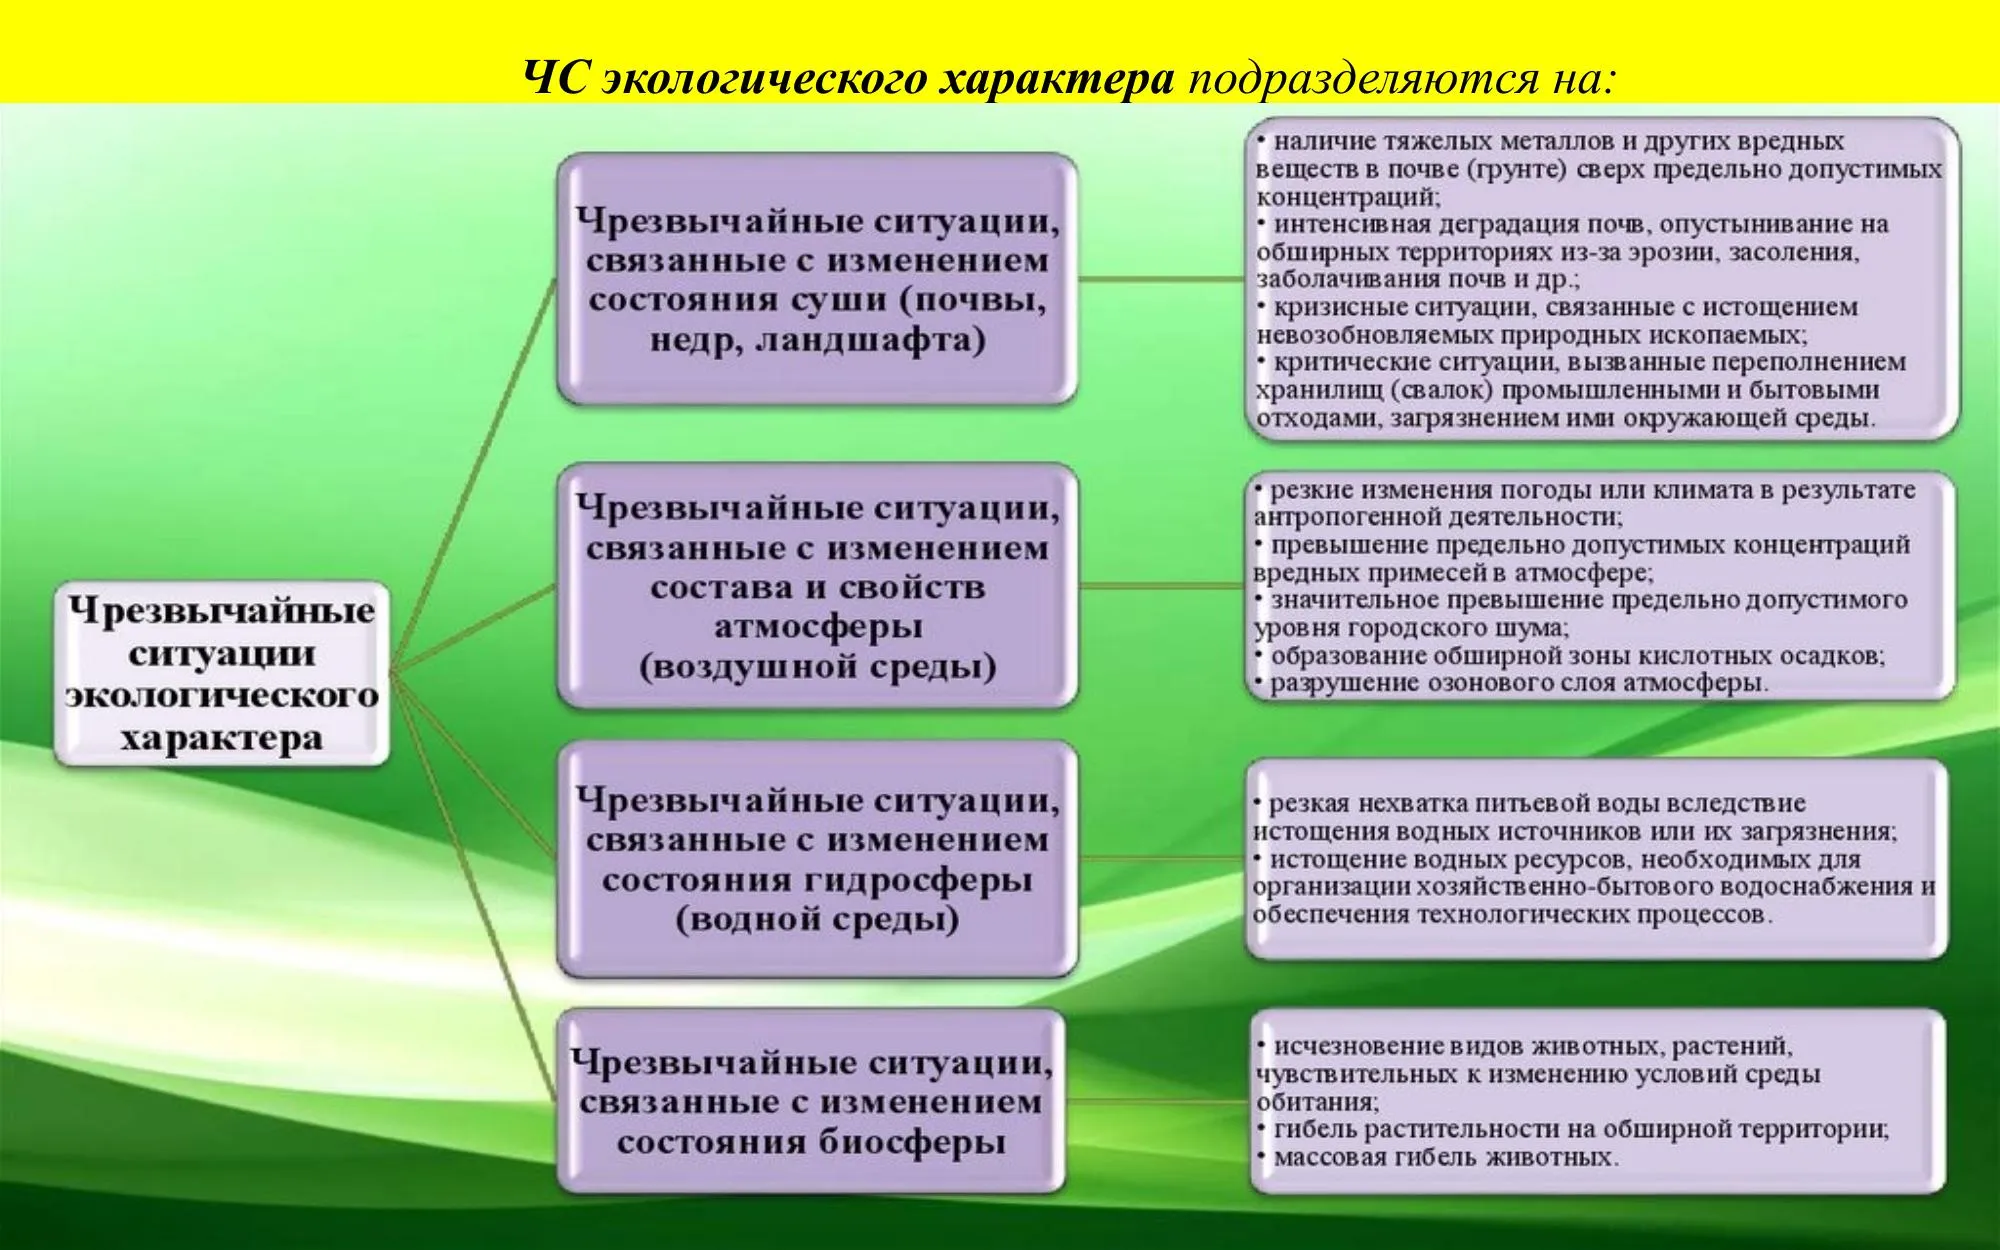 ЧС экологического характера подразделяются на:
Чрезвычайные
ситуации
экологического
характера
Чрезвычайные ситуации,
связанные с изменением
состояния суши (почвы,
недр, ландшафта)
• наличие тяжелых металлов и других вредных
веществ в почве (грунте) сверх предельно допустимых
концентраций;
• интенсивная деградация почв, опустынивание на
обширных территориях из-за эрозии, засоления,
заболачивания почв и др.;
• кризисные ситуации, связанные с истощением
невозобновляемых природных ископаемых;
• критические ситуации, вызванные переполнением
хранилищ (свалок) промышленными и бытовыми
отходами, загрязнением ими окружающей среды.
Чрезвычайные ситуации,
связанные с изменением
состава и свойств
атмосферы
(воздушной среды)
• резкие изменения погоды или климата в результате
антропогенной деятельности;
• превышение предельно допустимых концентраций
вредных примесей в атмосфере;
• значительное превышение предельно допустимого
уровня городского шума;
• образование обширной зоны кислотных осадков;
• разрушение озонового слоя атмосферы.
Чрезвычайные ситуации,
связанные с изменением
состояния гидросферы
(водной среды)
• резкая нехватка питьевой воды вследствие
истощения водных источников или их загрязнения;
• истощение водных ресурсов, необходимых для
организации хозяйственно-бытового водоснабжения и
обеспечения технологических процессов.
Чрезвычайные ситуации,
связанные с изменением
состояния биосферы
• исчезновение видов животных, растений,
чувствительных к изменению условий среды
обитания;
• гибель растительности на обширной территории;
• массовая гибель животных.